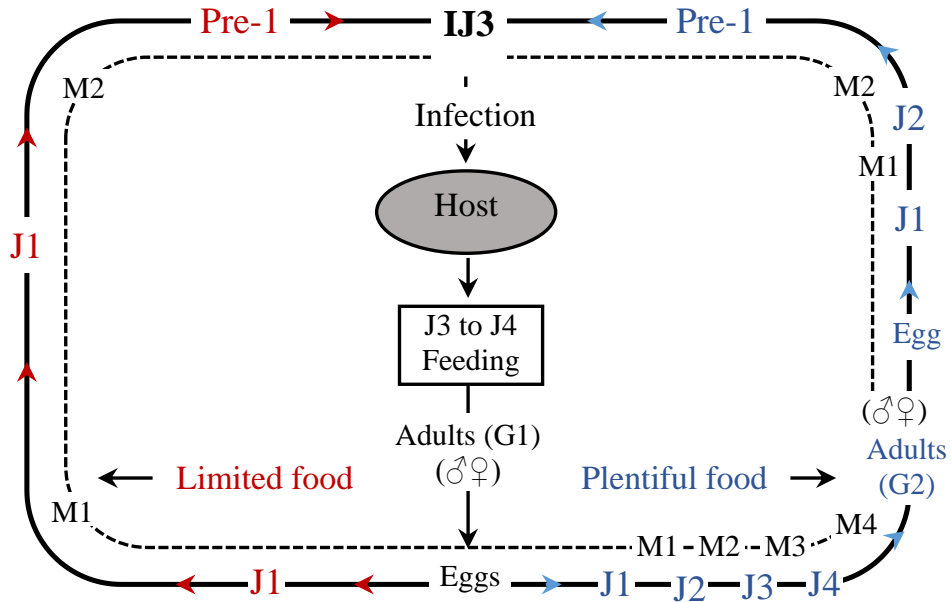 Pre-1
IJ3
Pre-1
M2
M2
Infection
J2
M1
Host
J1
J1
J3 to J4
Feeding
Egg
Adults (G1)
(♂♀)
(♂♀)
Adults
(G2)
Limited food
Plentiful food
M1
M1
M2
M3
M4
J1
Eggs
J1
J2
J3
J4